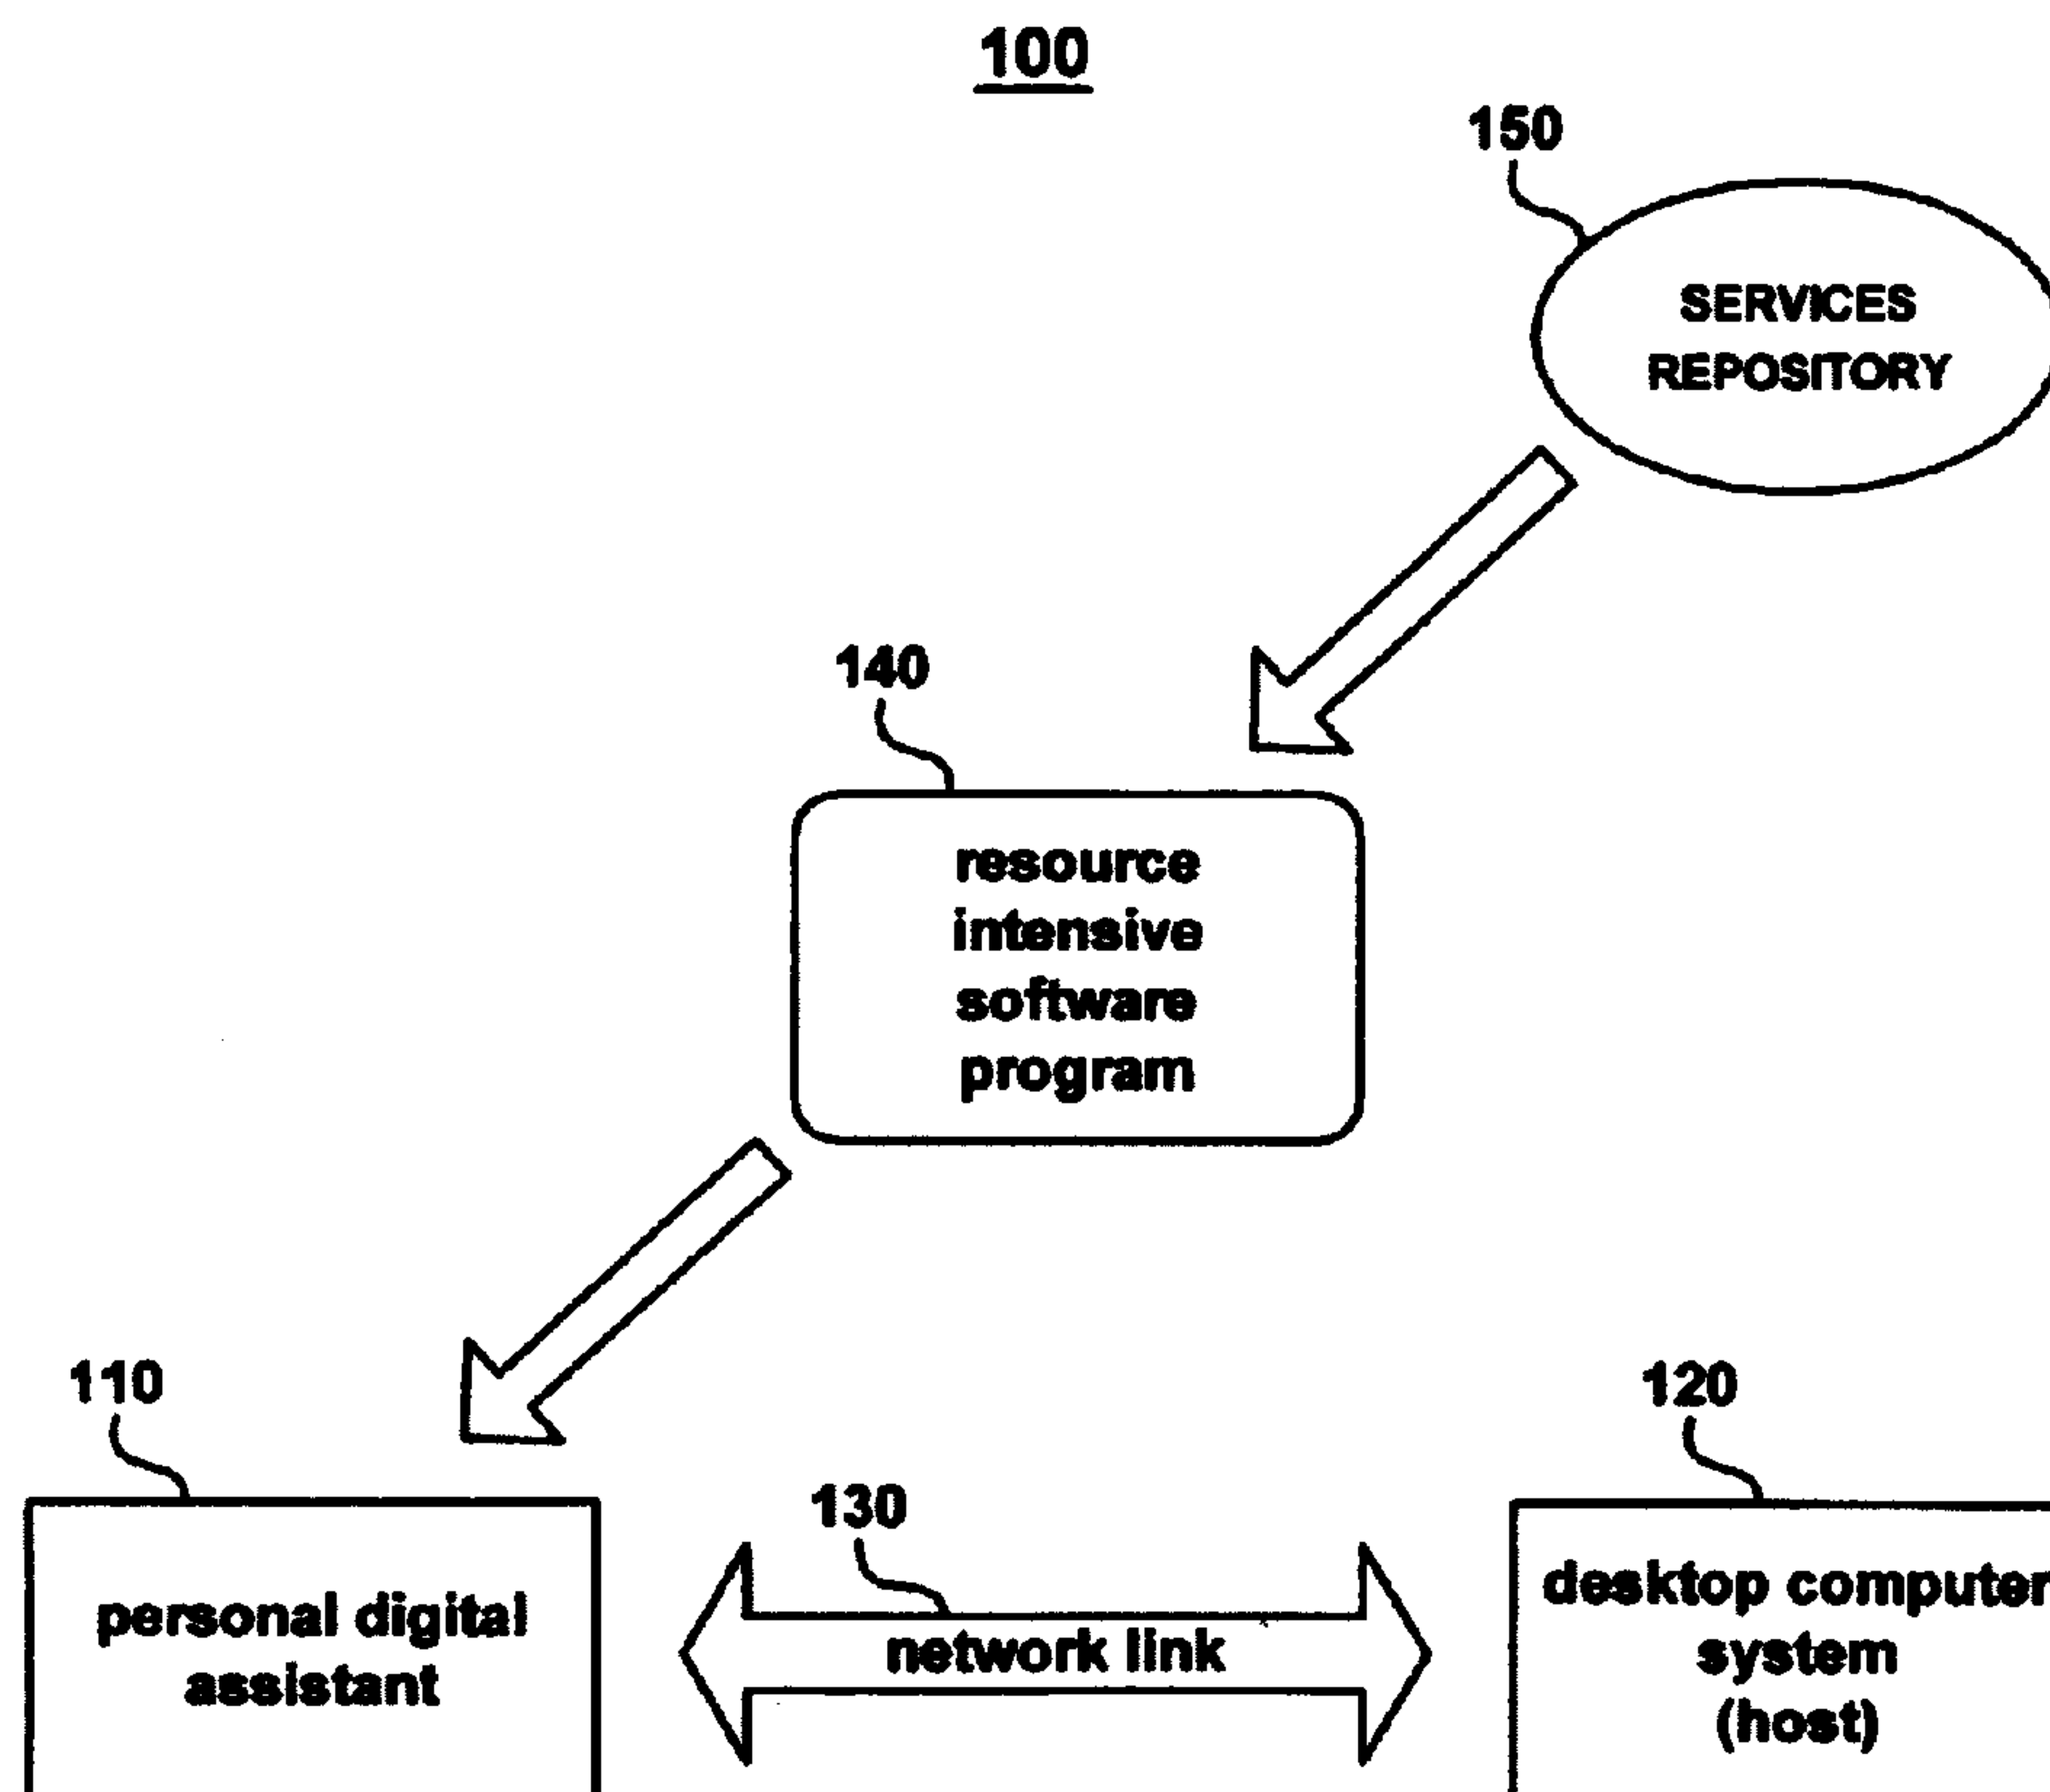 100
150
SERVICES
REPOSITORY
140
resource
intensive
software
program
110
120
130
personal digital
assistant
network link
desktop computer
system
(host)